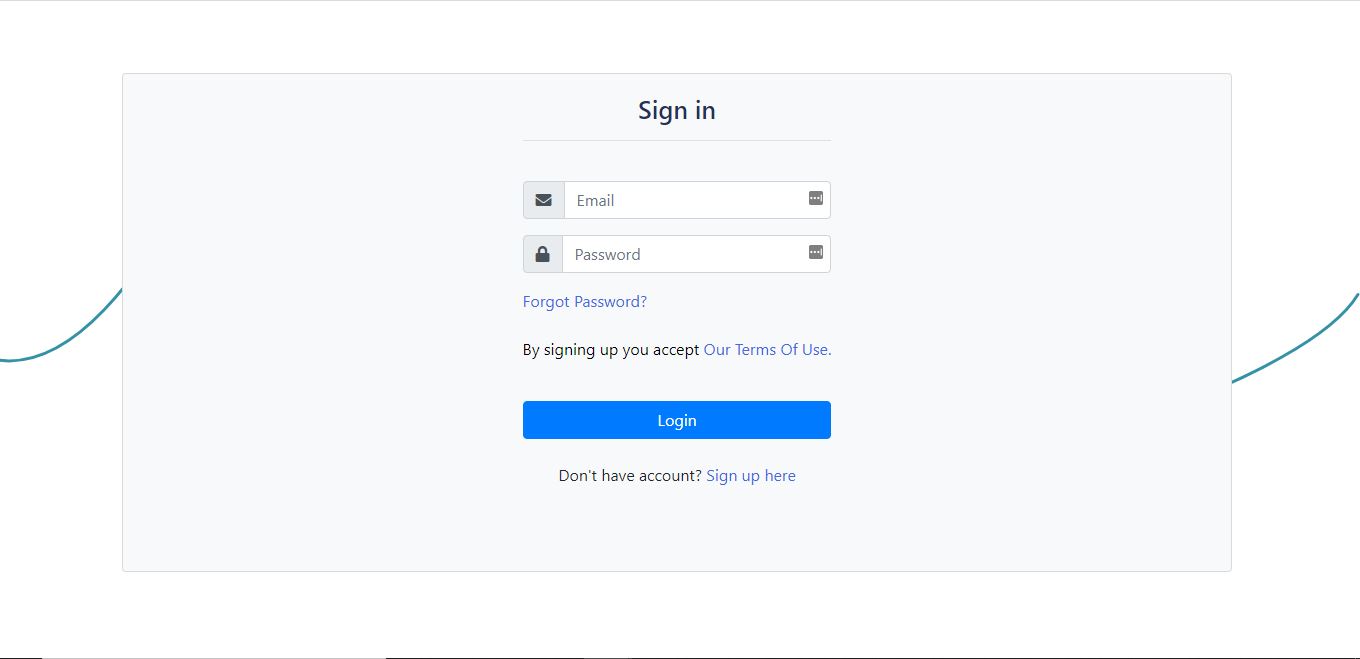 Sign in
Email
Password
Forgot Password?
By signing up you accept Our Terms Of Use.
Login
Don't have account? Sign up here